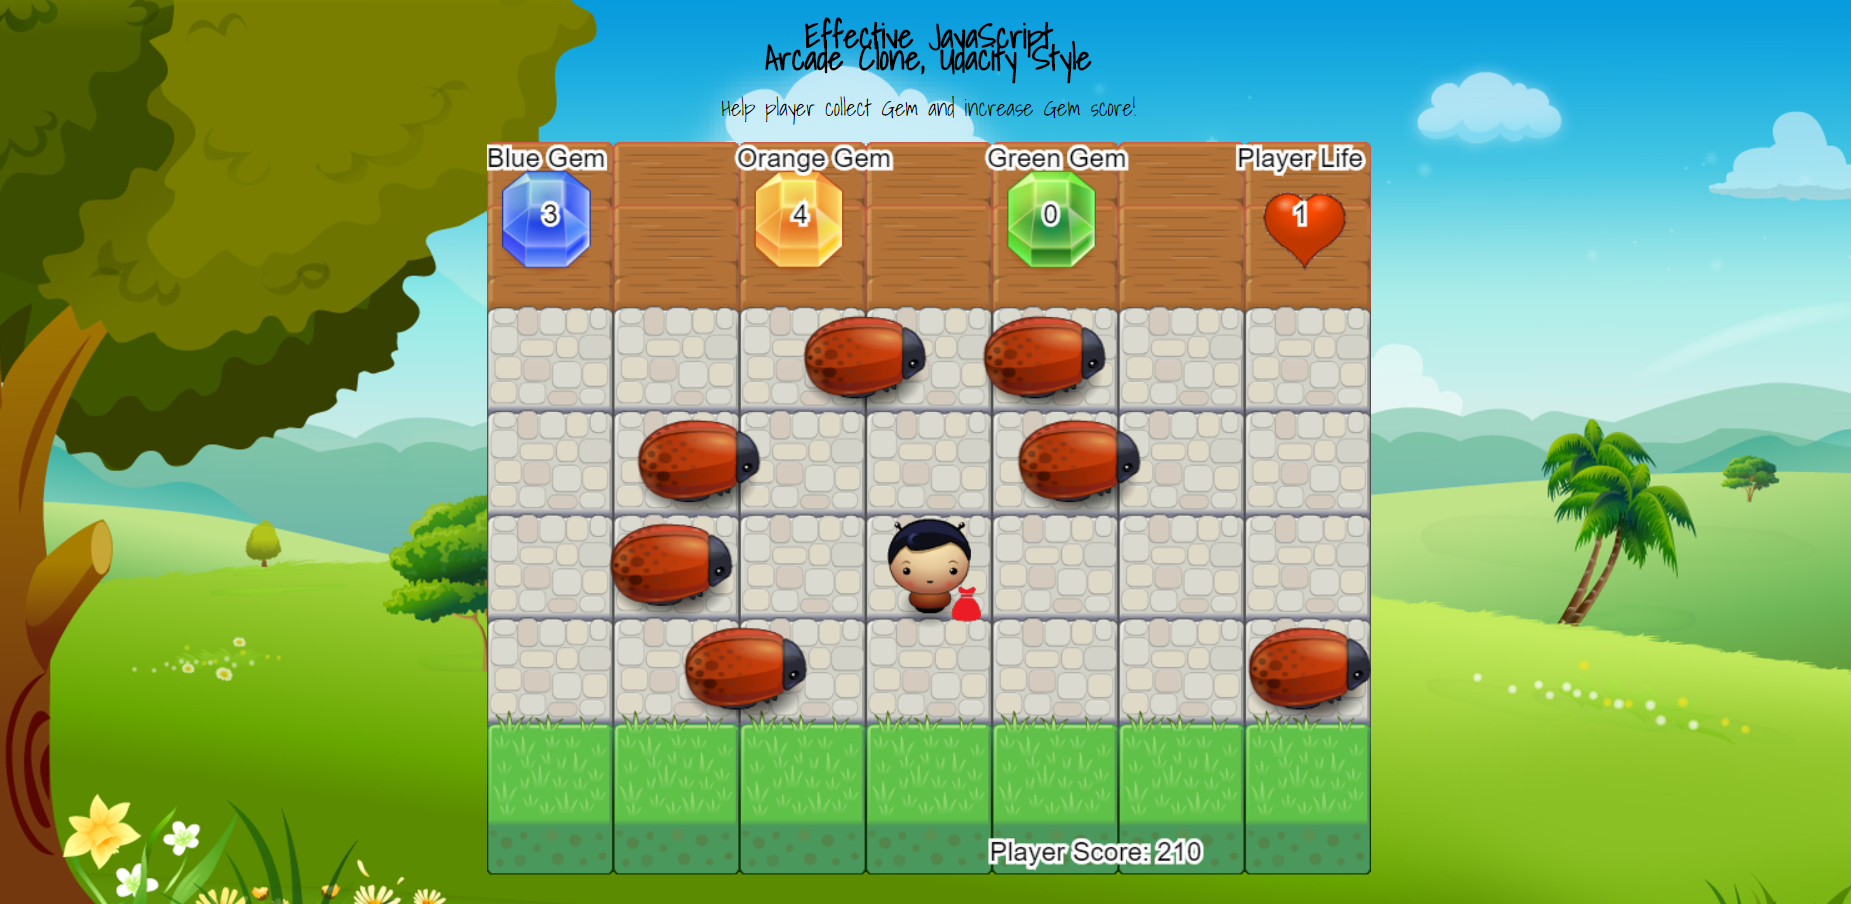 Effective JavaScript
Arcade Clone, Udacity Style
Help player collect Gem and increase Gem score!
Blue Gem Orange Gem Green Gem Player Life
3 4 0 1
Player Score: 210